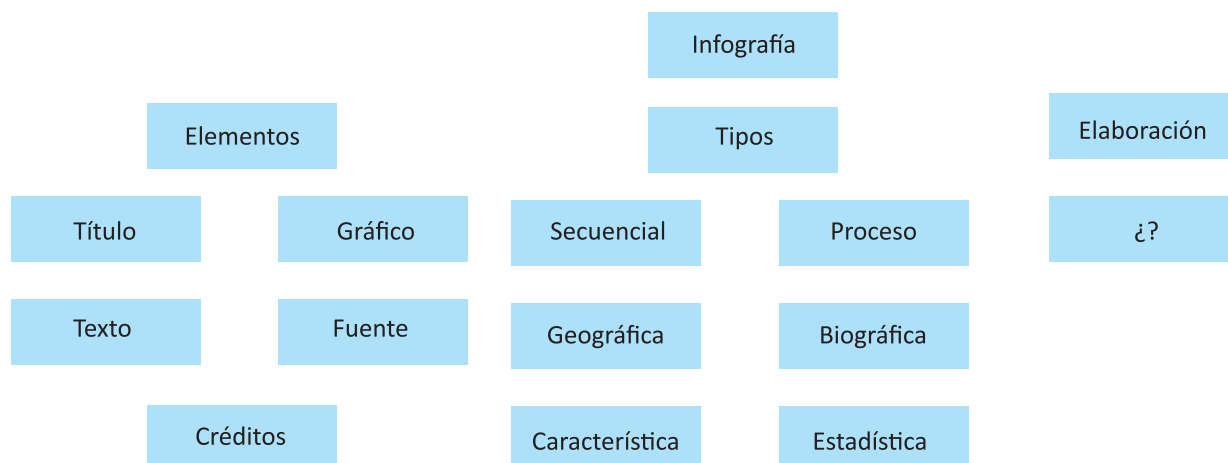 Infografía
Elementos
Tipos
Elaboración
Título
Gráfico
Secuencial
Proceso
¿?
Texto
Fuente
Geográfica
Biográfica
Créditos
Característica
Estadística